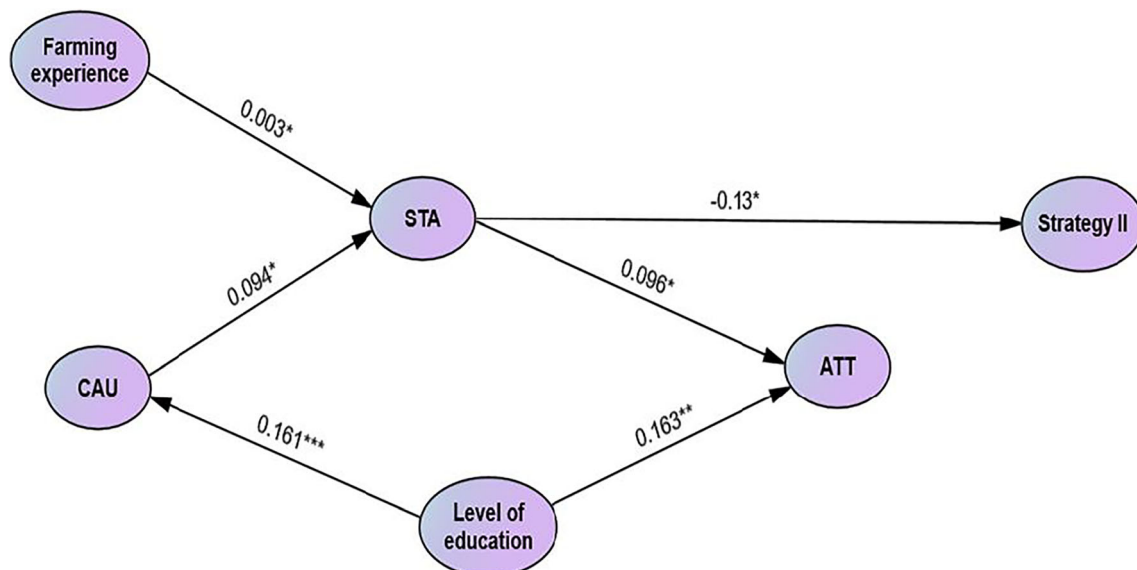 Farming
experience
0.003*
STA
-0.13*
Strategy II
0.094*
0.096*
CAU
ATT
0.161***
0.163**
Level of
education